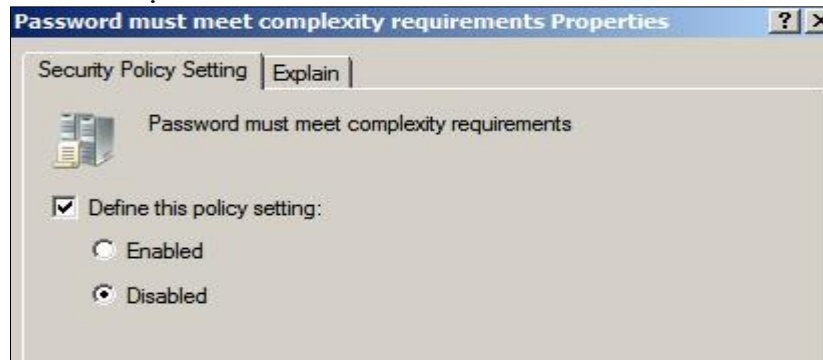 Password must meet complexity requirements Properties ? X
Security Policy Setting Explain
Password must meet complexity requirements
Define this policy setting:
Enabled
Disabled